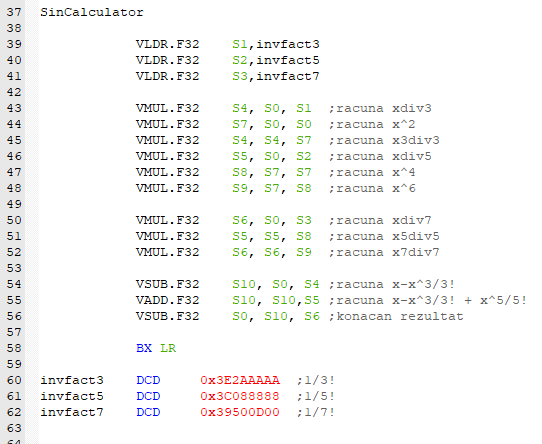 37 SinCalculator
38
39 VLDR.F32 S1,invfact3
40 VLDR.F32 S2,invfact5
41 VLDR.F32 S3,invfact7
42
43 VMUL.F32 S4, S0, S1 ;racuna xdiv3
44 VMUL.F32 S7, S0, S0 ;racuna x^2
45 VMUL.F32 S4, S4, S7 ;racuna x3div3
46 VMUL.F32 S5, S0, S2 ;racuna xdiv5
47 VMUL.F32 S8, S7, S7 ;racuna x^4
48 VMUL.F32 S9, S7, S8 ;racuna x^6
49
50 VMUL.F32 S6, S0, S3 ;racuna xdiv7
51 VMUL.F32 S5, S5, S8 ;racuna x5div5
52 VMUL.F32 S6, S6, S9 ;racuna x7div7
53
54 VSUB.F32 S10, S0, S4 ;racuna x-x^3/3!
55 VADD.F32 S10, S10,S5 ;racuna x-x^3/3! + x^5/5!
56 VSUB.F32 S0, S10, S6 ;konacan rezultat
57
58 BX LR
59
60 invfact3 DCD 0x3E2AAAAA ;1/3!
61 invfact5 DCD 0x3C088888 ;1/5!
62 invfact7 DCD 0x39500D00 ;1/7!
63
64